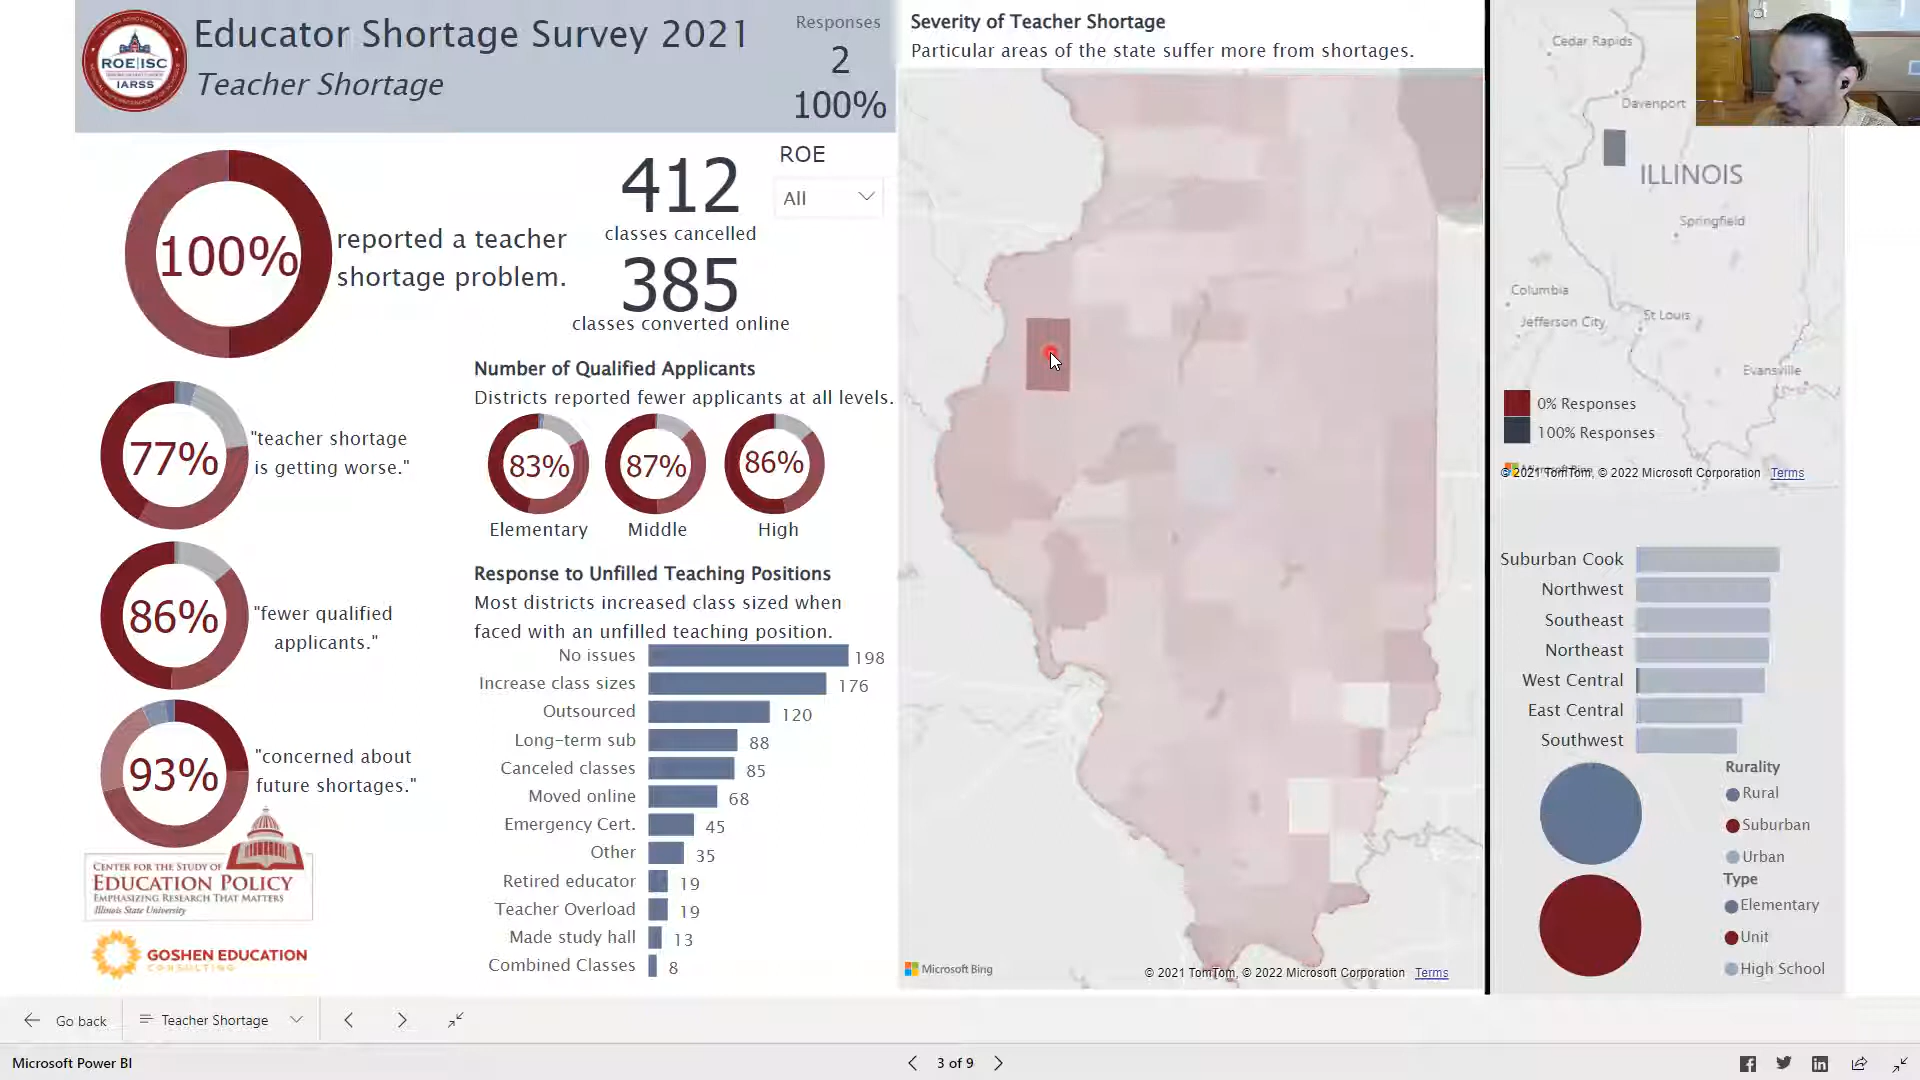 Educator Shortage Survey 2021
Teacher Shortage
ROE|ISC
IARSS
Responses
2
100%
100%
reported a teacher
shortage problem.
412
classes cancelled
385
classes converted online
ROE
All
77%
"teacher shortage
is getting worse."
86%
"fewer qualified
applicants."
93%
"concerned about
future shortages."
Number of Qualified Applicants
Districts reported fewer applicants at all levels.
83%
87%
86%
Elementary
Middle
High
Response to Unfilled Teaching Positions
Most districts increased class sized when
faced with an unfilled teaching position.
No issues 198
Increase class sizes 176
Outsourced 120
Long-term sub 88
Canceled classes 85
Moved online 68
Emergency Cert. 45
Other 35
Retired educator 19
Teacher Overload 19
Made study hall 13
Combined Classes 8
CENTER FOR THE STUDY OF
EDUCATION POLICY
EMPHASIZING RESEARCH THAT MATTERS
Illinois State University
GOSHEN EDUCATION
CONSULTING
Severity of Teacher Shortage
Particular areas of the state suffer more from shortages.
Microsoft Bing
© 2021 TomTom, © 2022 Microsoft Corporation Terms
Cedar Rapids
Davenport
ILLINOIS
Springfield
Columbia
Jefferson City
St Louis
Evansville
0% Responses
100% Responses
© 2021 TomTom, © 2022 Microsoft Corporation Terms
Suburban Cook
Northwest
Southeast
Northeast
West Central
East Central
Southwest
Rurality
Rural
Suburban
Urban
Type
Elementary
Unit
High School
Go back
Teacher Shortage
Microsoft Power BI
3 of 9